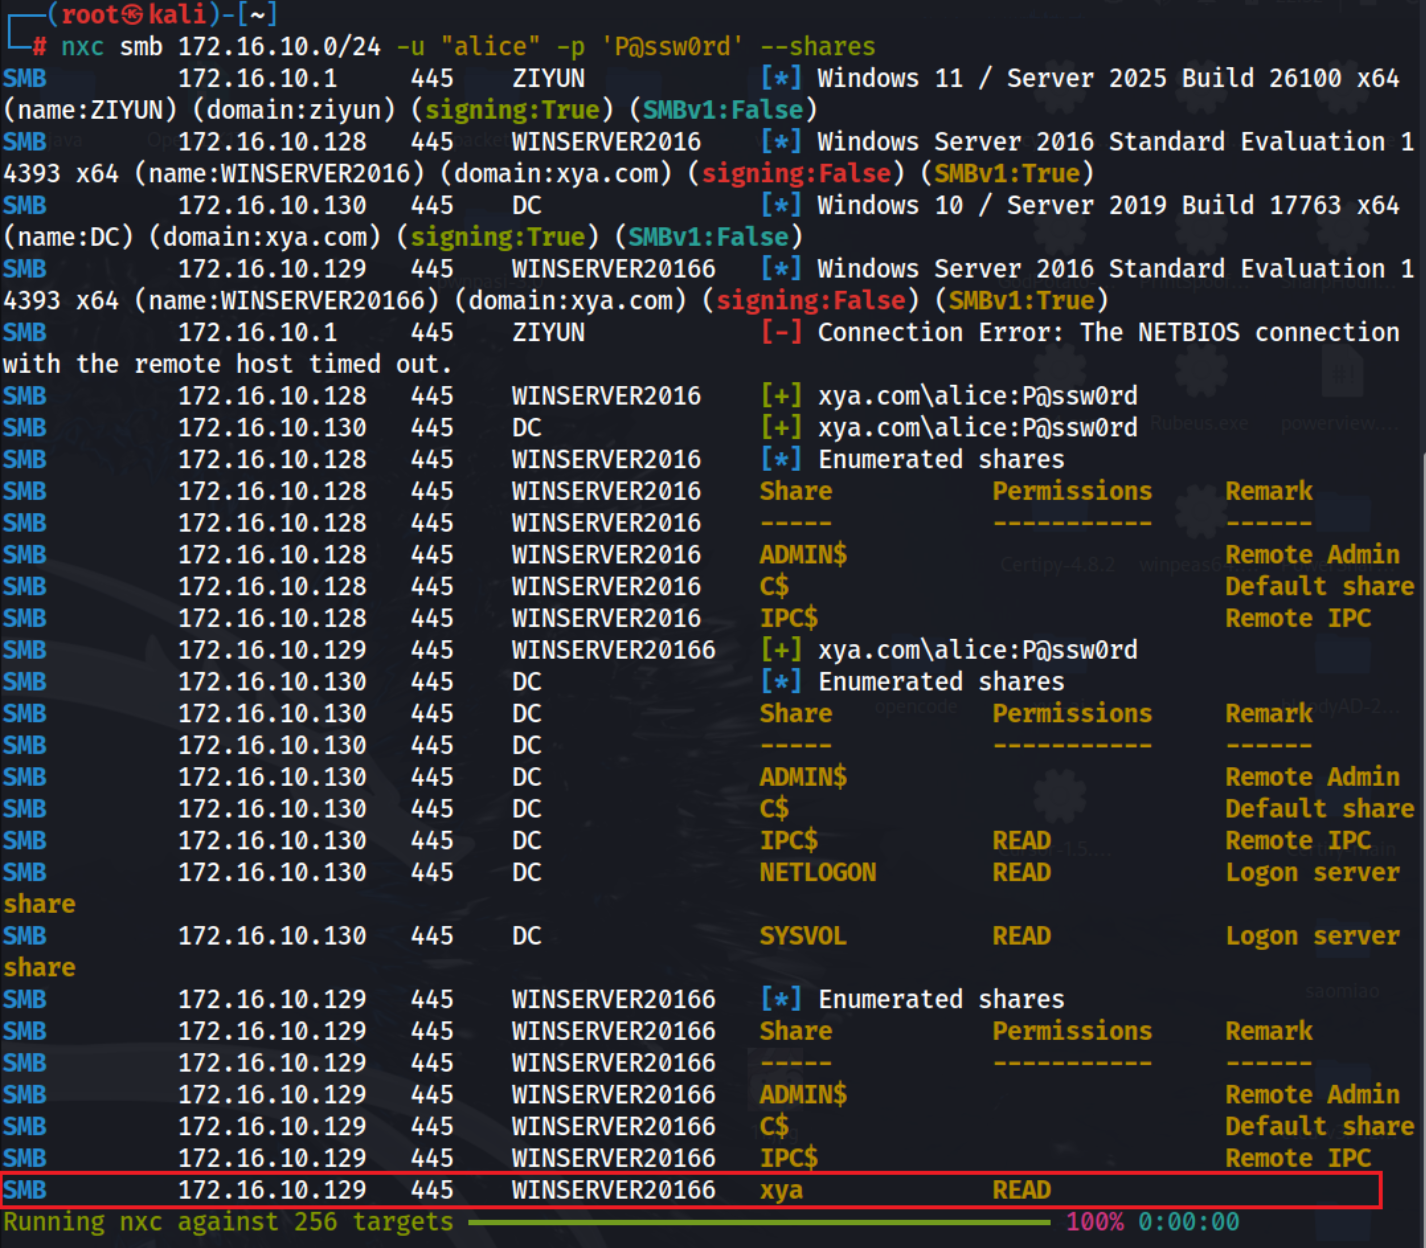 ┌──(root㉿kali)-[~]
└─# nxc smb 172.16.10.0/24 -u "alice" -p 'P@ssw0rd' --shares
SMB 172.16.10.1 445 ZIYUN [*] Windows 11 / Server 2025 Build 26100 x64
(name:ZIYUN) (domain:ziyun) (signing:True) (SMBv1:False)
SMB 172.16.10.128 445 WINSERVER2016 [*] Windows Server 2016 Standard Evaluation 1
4393 x64 (name:WINSERVER2016) (domain:xya.com) (signing:False) (SMBv1:True)
SMB 172.16.10.130 445 DC [*] Windows 10 / Server 2019 Build 17763 x64
(name:DC) (domain:xya.com) (signing:True) (SMBv1:False)
SMB 172.16.10.129 445 WINSERVER20166 [*] Windows Server 2016 Standard Evaluation 1
4393 x64 (name:WINSERVER20166) (domain:xya.com) (signing:False) (SMBv1:True)
SMB 172.16.10.1 445 ZIYUN [-] Connection Error: The NETBIOS connection
with the remote host timed out.
SMB 172.16.10.128 445 WINSERVER2016 [+] xya.com\alice:P@ssw0rd
SMB 172.16.10.130 445 DC [+] xya.com\alice:P@ssw0rd
SMB 172.16.10.128 445 WINSERVER2016 [*] Enumerated shares
SMB 172.16.10.128 445 WINSERVER2016 Share Permissions Remark
SMB 172.16.10.128 445 WINSERVER2016 ----- ----------- ------
SMB 172.16.10.128 445 WINSERVER2016 ADMIN$ Remote Admin
SMB 172.16.10.128 445 WINSERVER2016 C$ Default share
SMB 172.16.10.128 445 WINSERVER2016 IPC$ Remote IPC
SMB 172.16.10.129 445 WINSERVER20166 [+] xya.com\alice:P@ssw0rd
SMB 172.16.10.130 445 DC [*] Enumerated shares
SMB 172.16.10.130 445 DC Share Permissions Remark
SMB 172.16.10.130 445 DC ----- ----------- ------
SMB 172.16.10.130 445 DC ADMIN$ Remote Admin
SMB 172.16.10.130 445 DC C$ Default share
SMB 172.16.10.130 445 DC IPC$ READ Remote IPC
SMB 172.16.10.130 445 DC NETLOGON READ Logon server
share
SMB 172.16.10.130 445 DC SYSVOL READ Logon server
share
SMB 172.16.10.129 445 WINSERVER20166 [*] Enumerated shares
SMB 172.16.10.129 445 WINSERVER20166 Share Permissions Remark
SMB 172.16.10.129 445 WINSERVER20166 ----- ----------- ------
SMB 172.16.10.129 445 WINSERVER20166 ADMIN$ Remote Admin
SMB 172.16.10.129 445 WINSERVER20166 C$ Default share
SMB 172.16.10.129 445 WINSERVER20166 IPC$ Remote IPC
SMB 172.16.10.129 445 WINSERVER20166 xya READ
Running nxc against 256 targets 100% 0:00:00
Rubeus.exe
powerview....
Certipy-4.8.2
opencode
saomiao